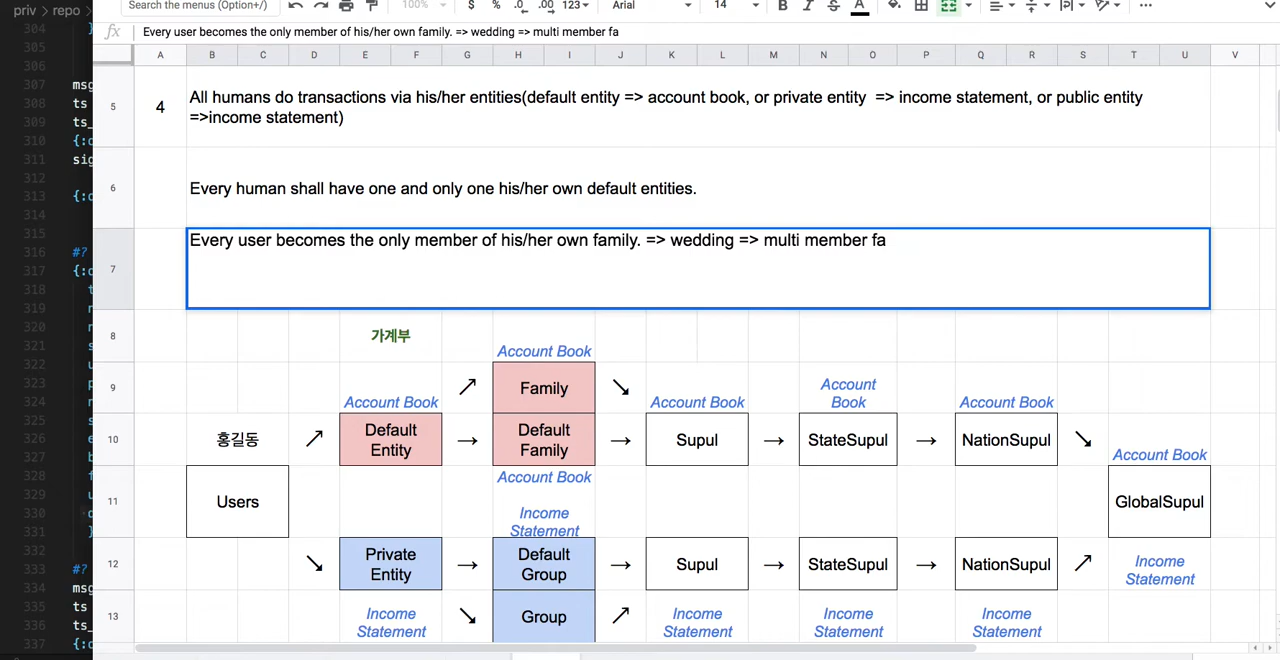 priv > repo >
Search the menus (Option+/)
100%
$ % .0 .00 123
Arial
14
B I S A
fx Every user becomes the only member of his/her own family. => wedding => multi member fa
A B C D E F G H I J K L M N O P Q R S T U V
304 }
305
306
307 msg
308 ts
309 ts_
310 {:
311 sig
312
313 {:
314
315
316 #?
317 {:
318 t
319
320
321 s
322 u
323 p
324
325 s
326 e
327 b
328 f
329 u
330
331 }
332
333 #?
334 msg
335 ts
336 ts_
337 {:
5 4 All humans do transactions via his/her entities(default entity => account book, or private entity => income statement, or public entity
=>income statement)
6 Every human shall have one and only one his/her own default entities.
7 Every user becomes the only member of his/her own family. => wedding => multi member fa
8 가계부
Account Book
9 ↗ Family ↘
Account Book Account Book Account
Book Account Book
10 홍길동 ↗ Default
Entity → Default
Family → Supul → StateSupul → NationSupul ↘
Account Book Account Book
11 Users GlobalSupul
Income
Statement
12 ↘ Private
Entity → Default
Group → Supul → StateSupul → NationSupul ↗ Income
Statement
13 Income
Statement ↘ Group ↗ Income
Statement Income
Statement Income
Statement